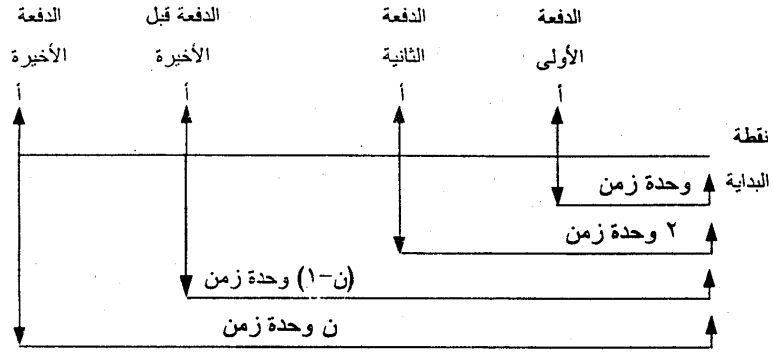 الدفعة الأولى
أ
الدفعة الثانية
أ
الدفعة قبل الأخيرة
أ
الدفعة الأخيرة
أ
نقطة
البداية
وحدة زمن
٢ وحدة زمن
(ن-١) وحدة زمن
ن وحدة زمن